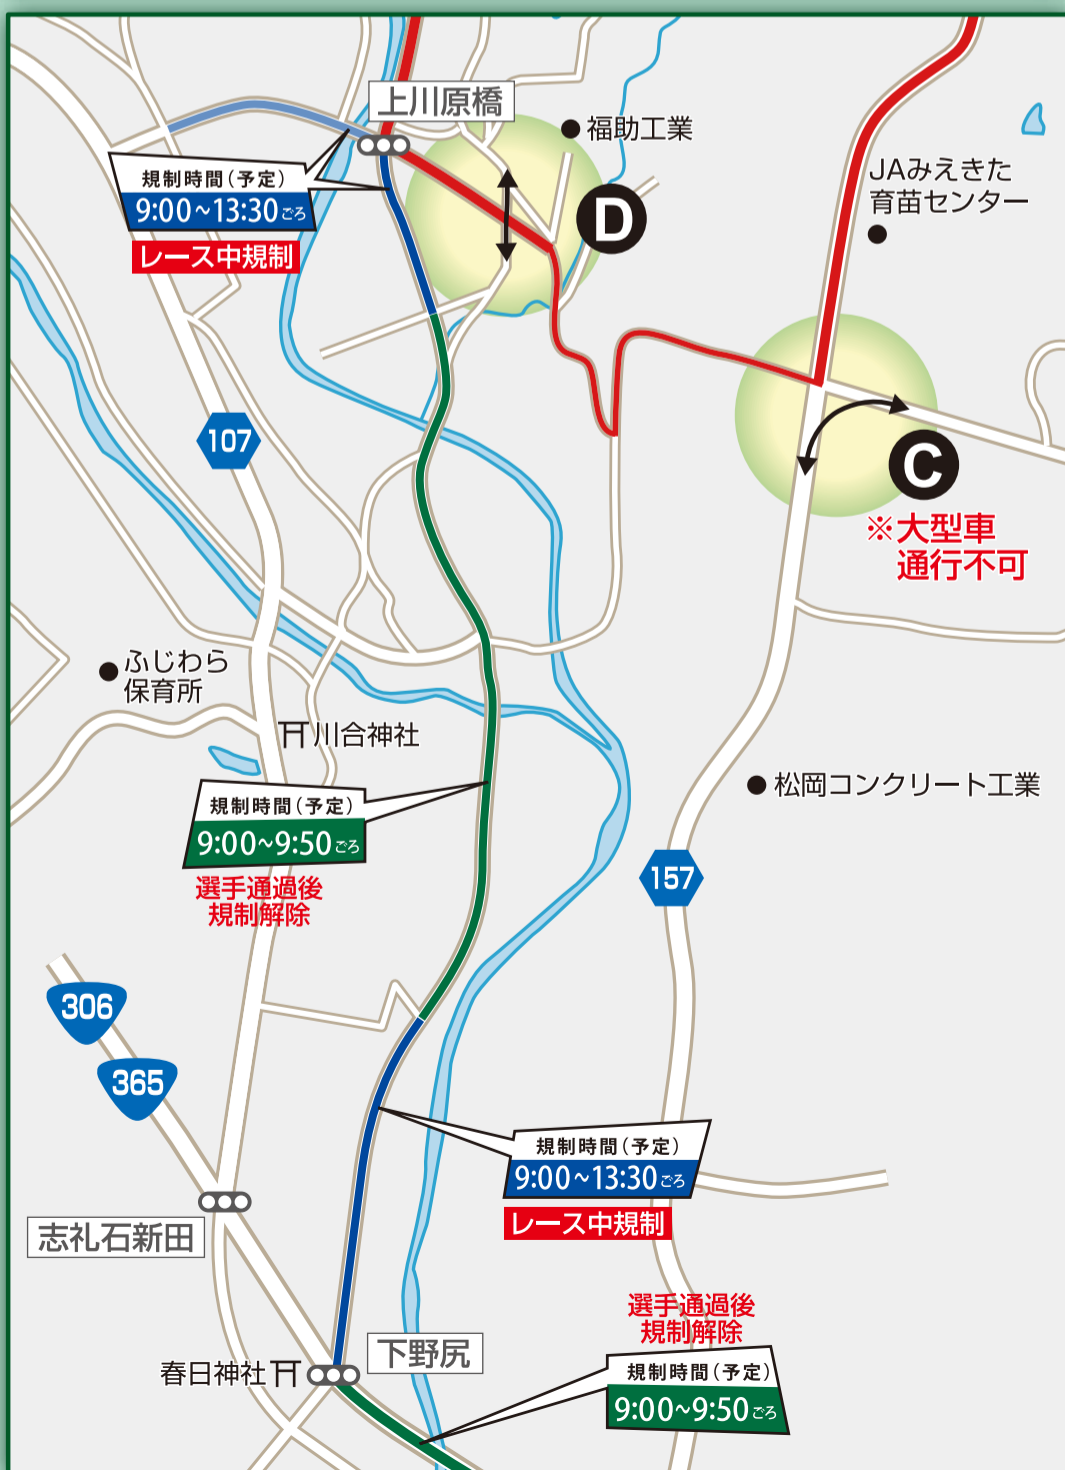 上川原橋
福助工業
JAみえきた
育苗センター
規制時間(予定)
9:00~13:30ごろ
レース中規制
D
107
C
※大型車
通行不可
ふじわら
保育所
川合神社
松岡コンクリート工業
規制時間(予定)
9:00~9:50ごろ
選手通過後
規制解除
157
306
365
規制時間(予定)
9:00~13:30ごろ
レース中規制
志礼石新田
選手通過後
規制解除
下野尻
春日神社
規制時間(予定)
9:00~9:50ごろ